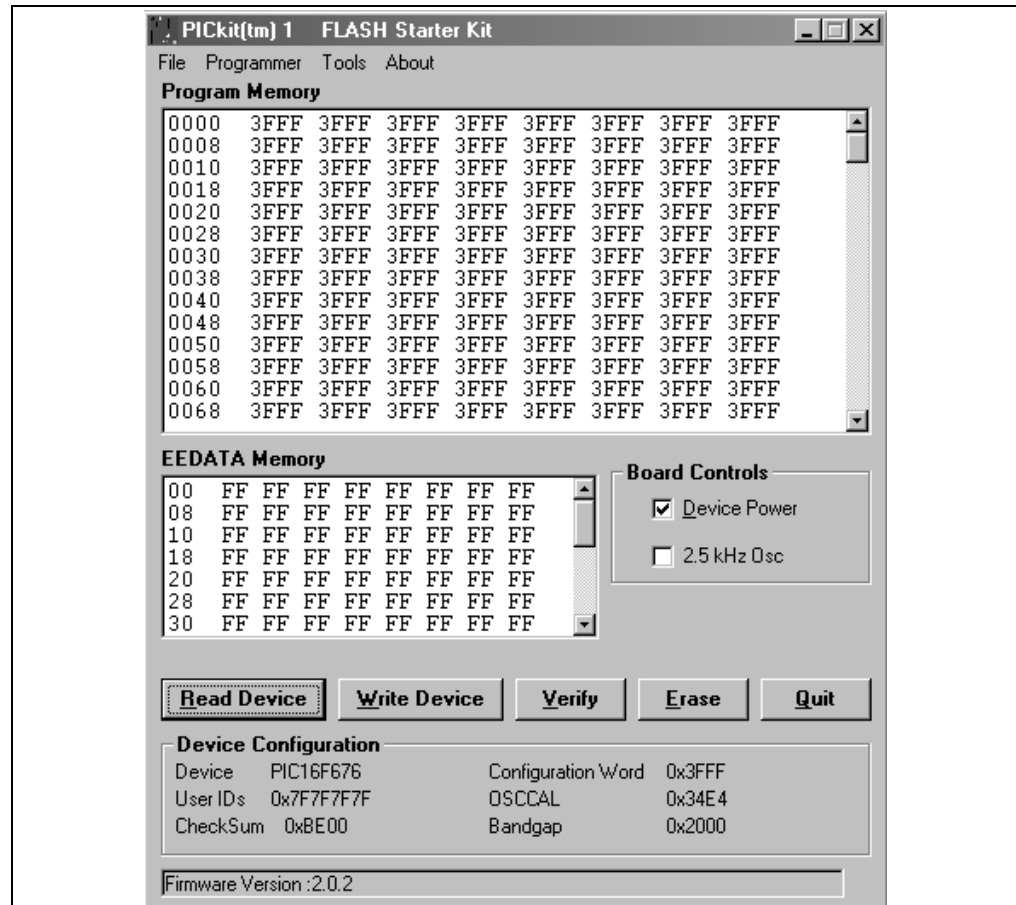 PICkit(tm) 1 FLASH Starter Kit
File Programmer Tools About
Program Memory
0000 3FFF 3FFF 3FFF 3FFF 3FFF 3FFF 3FFF 3FFF
0008 3FFF 3FFF 3FFF 3FFF 3FFF 3FFF 3FFF 3FFF
0010 3FFF 3FFF 3FFF 3FFF 3FFF 3FFF 3FFF 3FFF
0018 3FFF 3FFF 3FFF 3FFF 3FFF 3FFF 3FFF 3FFF
0020 3FFF 3FFF 3FFF 3FFF 3FFF 3FFF 3FFF 3FFF
0028 3FFF 3FFF 3FFF 3FFF 3FFF 3FFF 3FFF 3FFF
0030 3FFF 3FFF 3FFF 3FFF 3FFF 3FFF 3FFF 3FFF
0038 3FFF 3FFF 3FFF 3FFF 3FFF 3FFF 3FFF 3FFF
0040 3FFF 3FFF 3FFF 3FFF 3FFF 3FFF 3FFF 3FFF
0048 3FFF 3FFF 3FFF 3FFF 3FFF 3FFF 3FFF 3FFF
0050 3FFF 3FFF 3FFF 3FFF 3FFF 3FFF 3FFF 3FFF
0058 3FFF 3FFF 3FFF 3FFF 3FFF 3FFF 3FFF 3FFF
0060 3FFF 3FFF 3FFF 3FFF 3FFF 3FFF 3FFF 3FFF
0068 3FFF 3FFF 3FFF 3FFF 3FFF 3FFF 3FFF 3FFF
EEDATA Memory
00 FF FF FF FF FF FF FF FF
08 FF FF FF FF FF FF FF FF
10 FF FF FF FF FF FF FF FF
18 FF FF FF FF FF FF FF FF
20 FF FF FF FF FF FF FF FF
28 FF FF FF FF FF FF FF FF
30 FF FF FF FF FF FF FF FF
Board Controls
Device Power
2.5 kHz Osc
Read Device Write Device Verify Erase Quit
Device Configuration
Device PIC16F676 Configuration Word 0x3FFF
User IDs 0x7F7F7F7F OSCCAL 0x34E4
CheckSum 0xBE00 Bandgap 0x2000
Firmware Version :2.0.2